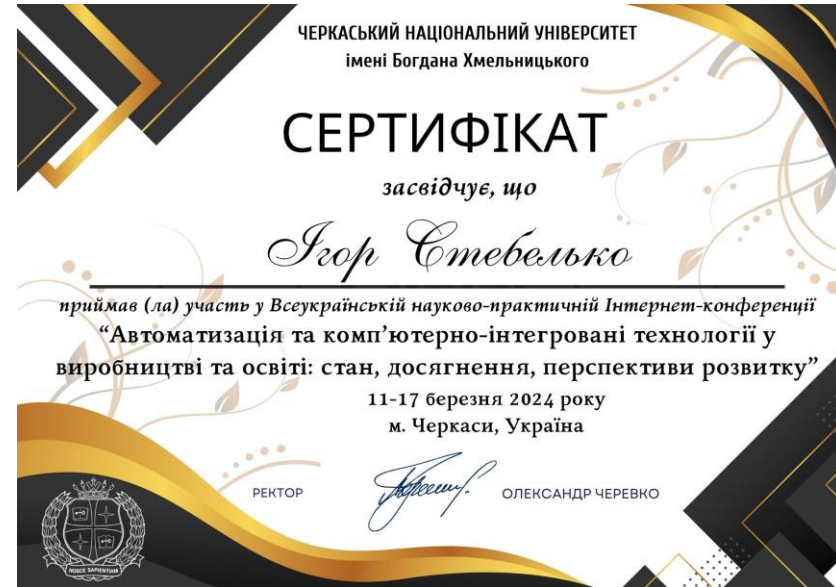 ЧЕРКАСЬКИЙ НАЦІОНАЛЬНИЙ УНІВЕРСИТЕТ
імені Богдана Хмельницького
СЕРТИФІКАТ
засвідчує, що
Ігор Стебелько
приймав (ла) участь у Всеукраїнській науково-практичній Інтернет-конференції
“Автоматизація та комп’ютерно-інтегровані технології у
виробництві та освіті: стан, досягнення, перспективи розвитку”
11-17 березня 2024 року
м. Черкаси, Україна
РЕКТОР
ОЛЕКСАНДР ЧЕРЕВКО
NOSCE SAPIENTIAM